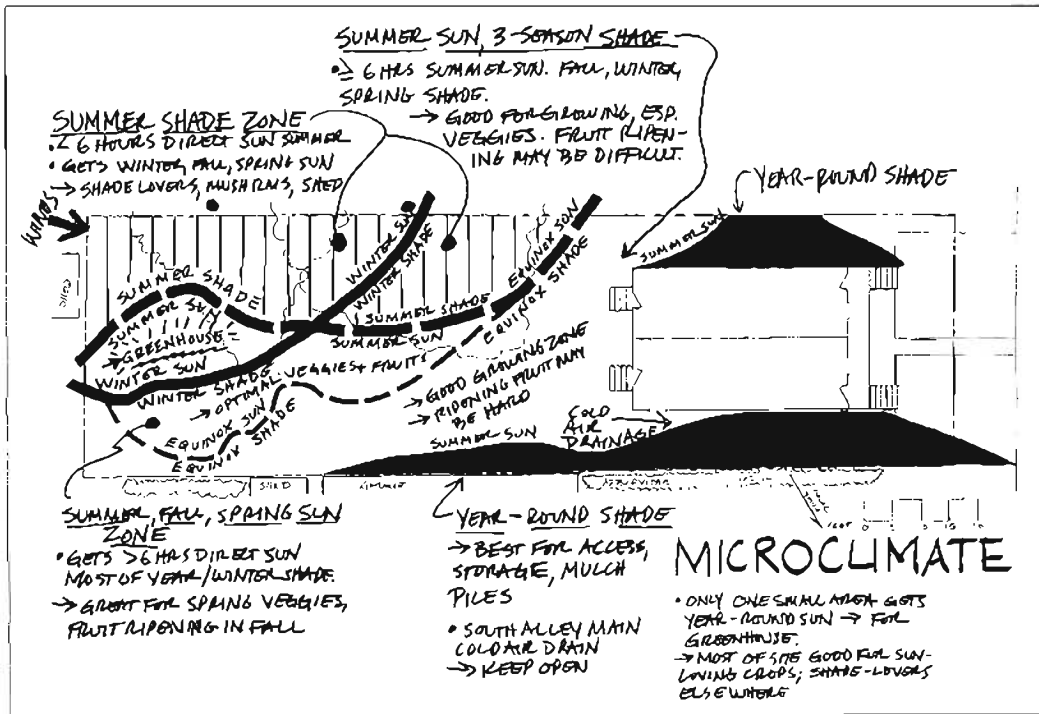 SUMMER SUN, 3-SEASON SHADE
• ≥ 6 HRS SUMMER SUN. FALL, WINTER,
SPRING SHADE.
→ GOOD FOR GROWING, ESP.
VEGGIES. FRUIT RIPEN-
ING MAY BE DIFFICULT.
SUMMER SHADE ZONE
• < 6 HOURS DIRECT SUN SUMMER
• GETS WINTER, FALL, SPRING SUN
→ SHADE LOVERS, MUSHRMS, SHED
YEAR-ROUND SHADE
WINDS
SHED
SUMMER SUN
WINTER SUN
WINTER SHADE
EQUINOX SUN
EQUINOX SHADE
SUMMER SHADE
SUMMER SUN
→ GREENHOUSE
WINTER SUN
WINTER SHADE
SUMMER SHADE
SUMMER SUN
→ OPTIMAL VEGGIES + FRUITS
EQUINOX SUN
EQUINOX SHADE
→ GOOD GROWING ZONE
→ RIPENING FRUIT MAY
BE HARD
SUMMER SUN
COLD
AIR
DRAINAGE
SHED
SUMMER, FALL, SPRING SUN
ZONE
• GETS >6 HRS DIRECT SUN
MOST OF YEAR/WINTER SHADE.
→ GREAT FOR SPRING VEGGIES,
FRUIT RIPENING IN FALL
YEAR-ROUND SHADE
→ BEST FOR ACCESS,
STORAGE, MULCH
PILES
• SOUTH ALLEY MAIN
COLD AIR DRAIN
→ KEEP OPEN
FEET 0 5 10
MICROCLIMATE
• ONLY ONE SMALL AREA GETS
YEAR-ROUND SUN → FOR
GREENHOUSE.
→ MOST OF SITE GOOD FOR SUN-
LOVING CROPS; SHADE-LOVERS
ELSEWHERE